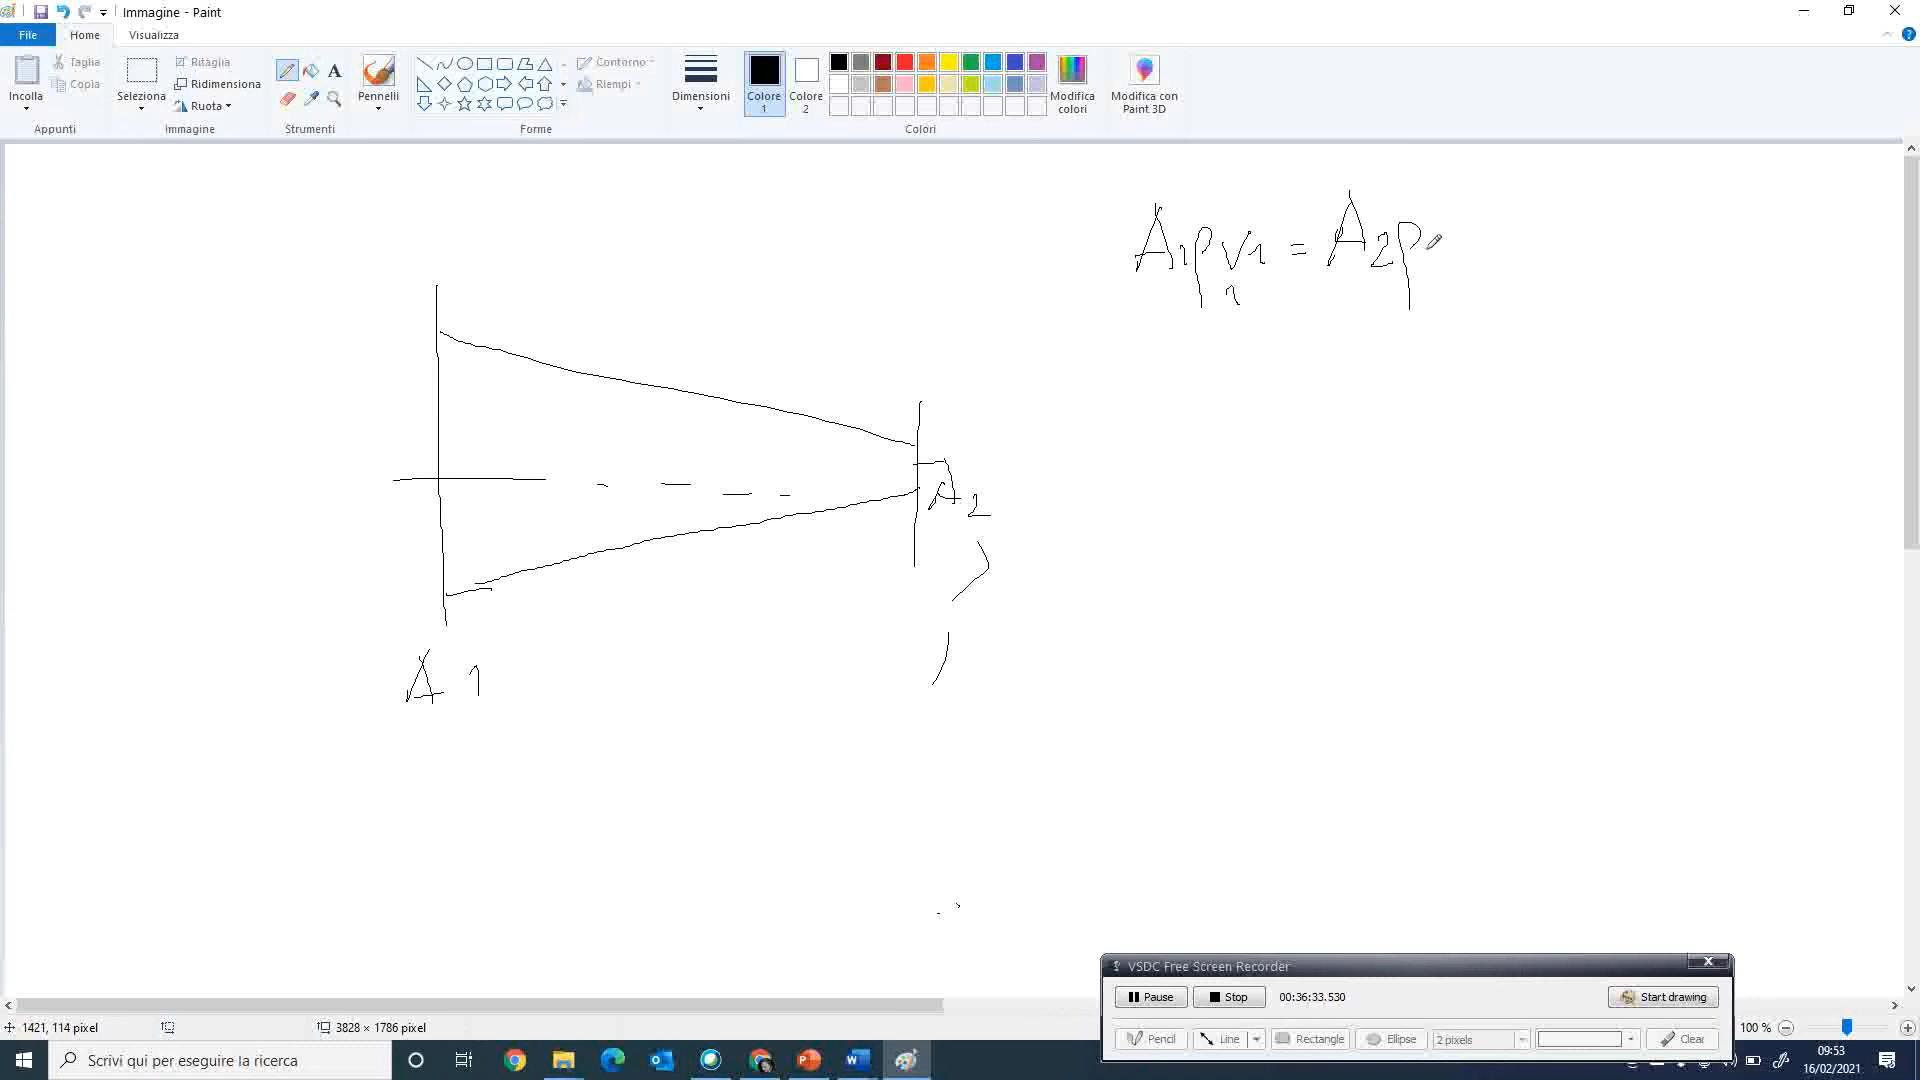 Immagine - Paint
File Home Visualizza
Incolla
Taglia
Copia
Appunti
Seleziona
Ritaglia
Ridimensiona
Ruota
Immagine
A
Strumenti
Pennelli
Contorno
Riempi
Forme
Dimensioni
Colore 1
Colore 2
Modifica colori
Colori
Modifica con Paint 3D
A1ρ1v1 = A2ρ
A2
A1
VSDC Free Screen Recorder
Pause Stop 00:36:33.530 Start drawing
Pencil Line Rectangle Ellipse 2 pixels Clear
1421, 114 pixel 3828 × 1786 pixel 100 %
Scrivi qui per eseguire la ricerca
09:53
16/02/2021